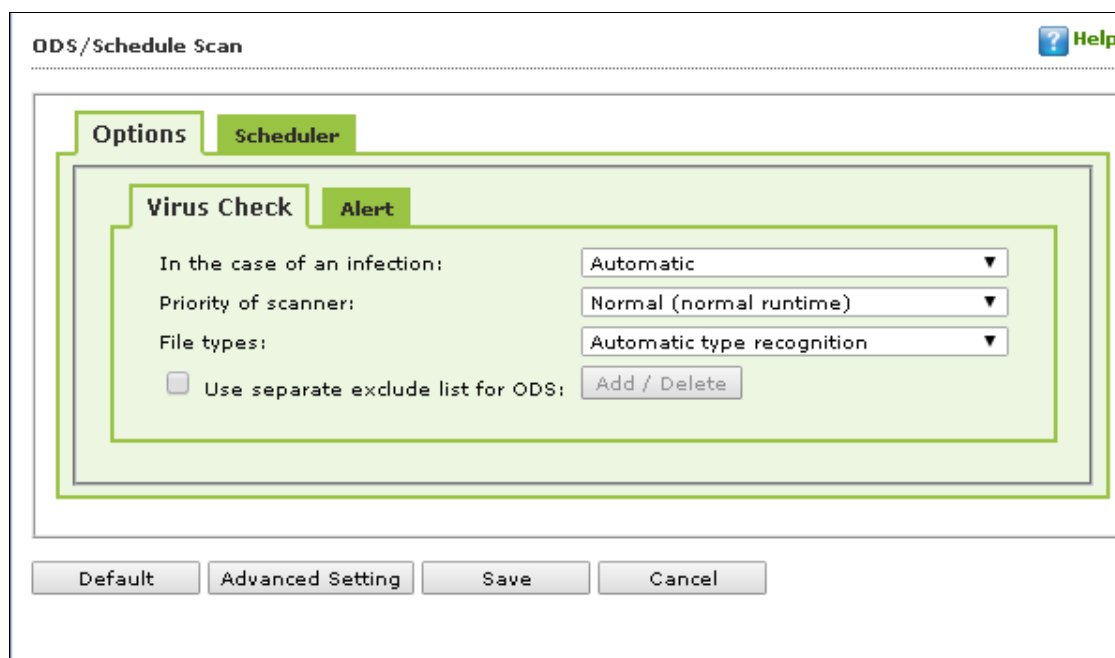 ODS/Schedule Scan
? Help
Options
Scheduler
Virus Check
Alert
In the case of an infection: Automatic
Priority of scanner: Normal (normal runtime)
File types: Automatic type recognition
Use separate exclude list for ODS: Add / Delete
Default Advanced Setting Save Cancel